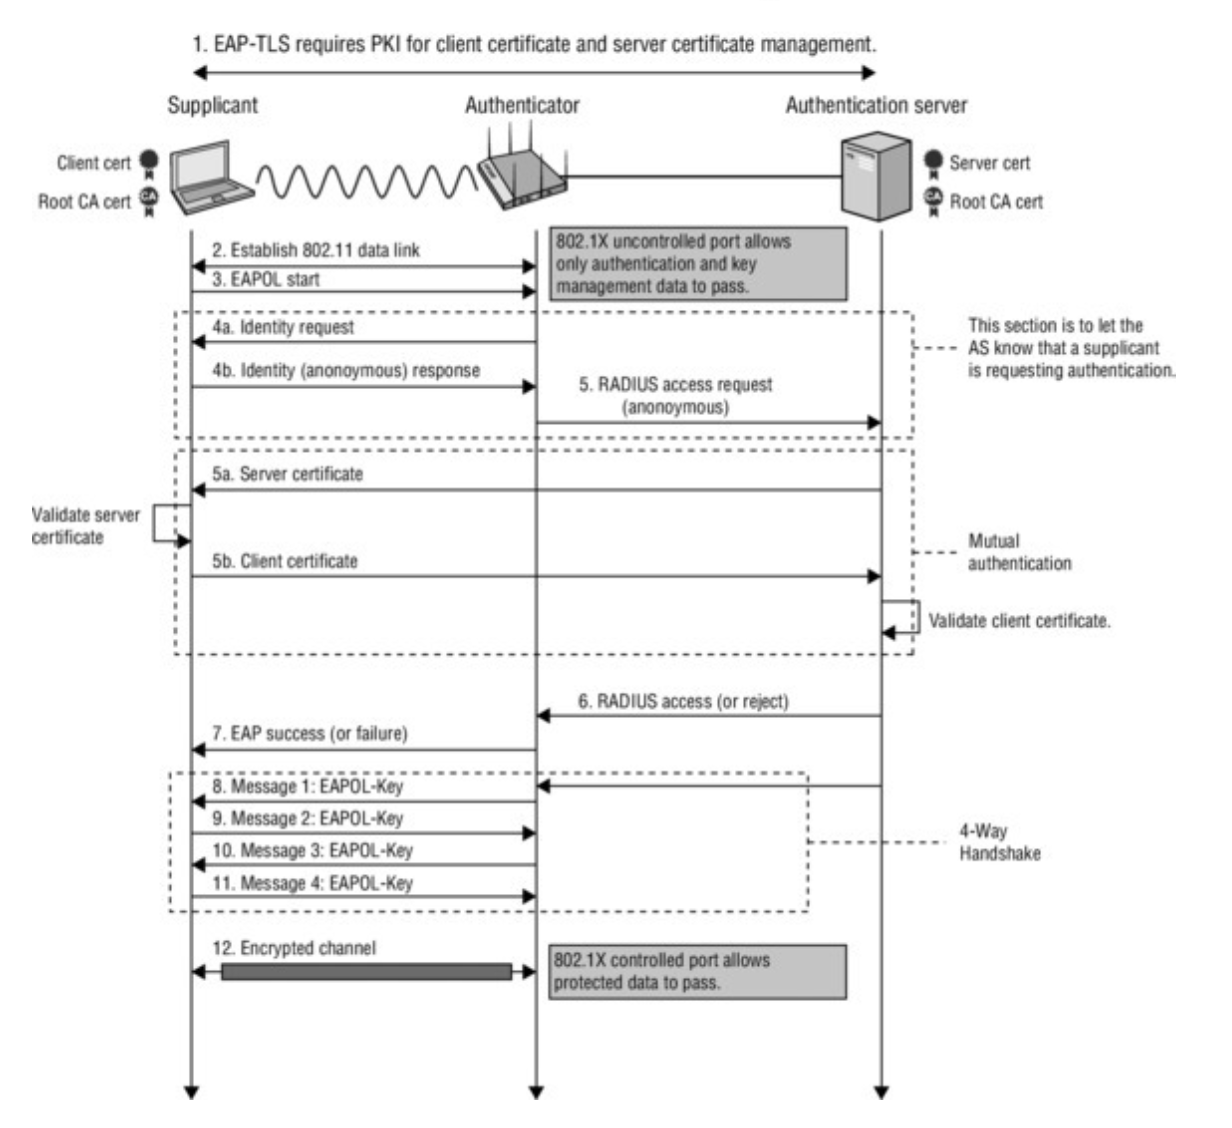 1. EAP-TLS requires PKI for client certificate and server certificate management.
Supplicant
Authenticator
Authentication server
Client cert
Root CA cert
CA
Server cert
Root CA cert
CA
2. Establish 802.11 data link
3. EAPOL start
802.1X uncontrolled port allows
only authentication and key
management data to pass.
4a. Identity request
4b. Identity (anonoymous) response
5. RADIUS access request
(anonoymous)
This section is to let the
AS know that a supplicant
is requesting authentication.
5a. Server certificate
Validate server
certificate
5b. Client certificate
Mutual
authentication
Validate client certificate.
6. RADIUS access (or reject)
7. EAP success (or failure)
8. Message 1: EAPOL-Key
9. Message 2: EAPOL-Key
10. Message 3: EAPOL-Key
11. Message 4: EAPOL-Key
4-Way
Handshake
12. Encrypted channel
802.1X controlled port allows
protected data to pass.